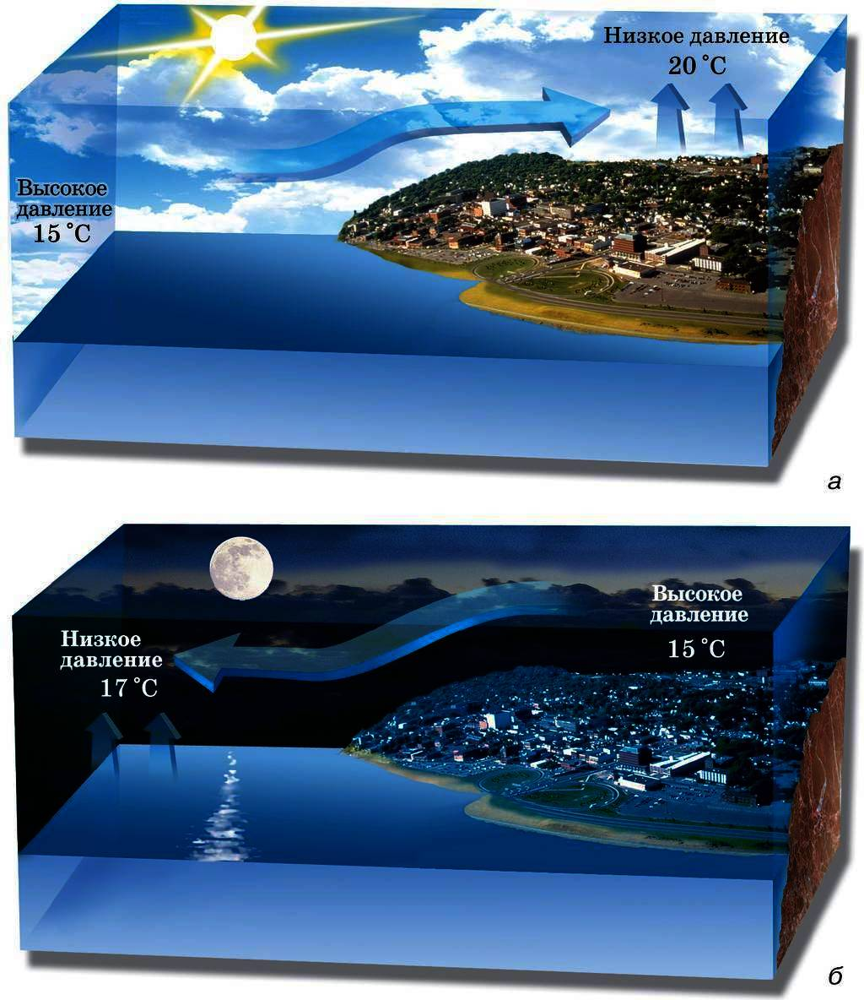 Низкое давление
20 °C
Высокое
давление
15 °C
а
Высокое
давление
15 °C
Низкое
давление
17 °C
б